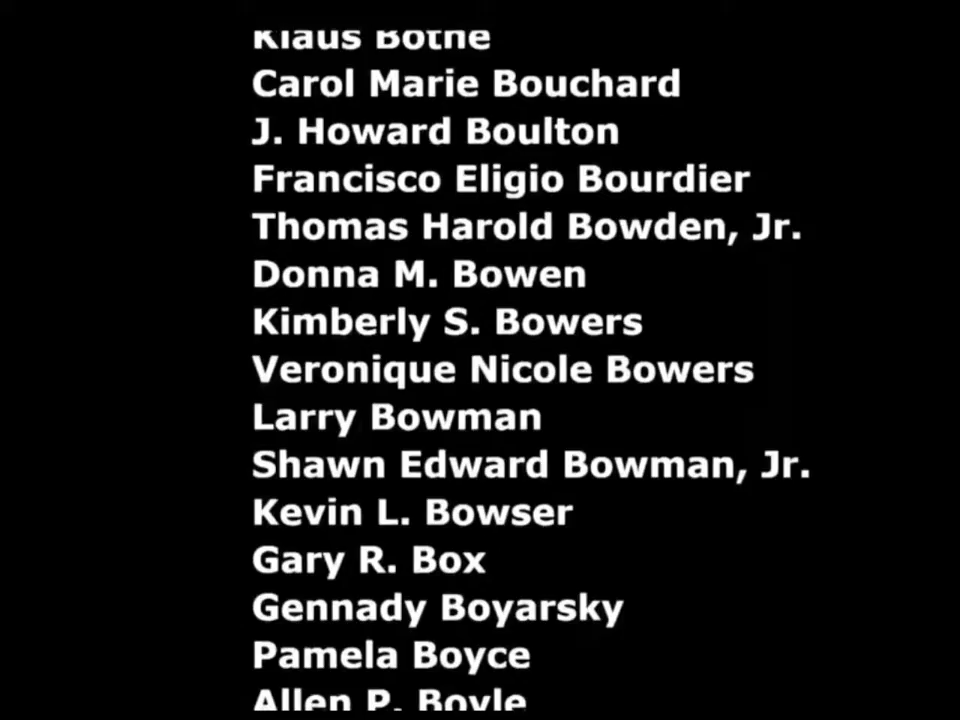 Klaus Bothe
Carol Marie Bouchard
J. Howard Boulton
Francisco Eligio Bourdier
Thomas Harold Bowden, Jr.
Donna M. Bowen
Kimberly S. Bowers
Veronique Nicole Bowers
Larry Bowman
Shawn Edward Bowman, Jr.
Kevin L. Bowser
Gary R. Box
Gennady Boyarsky
Pamela Boyce
Allen P. Boyle